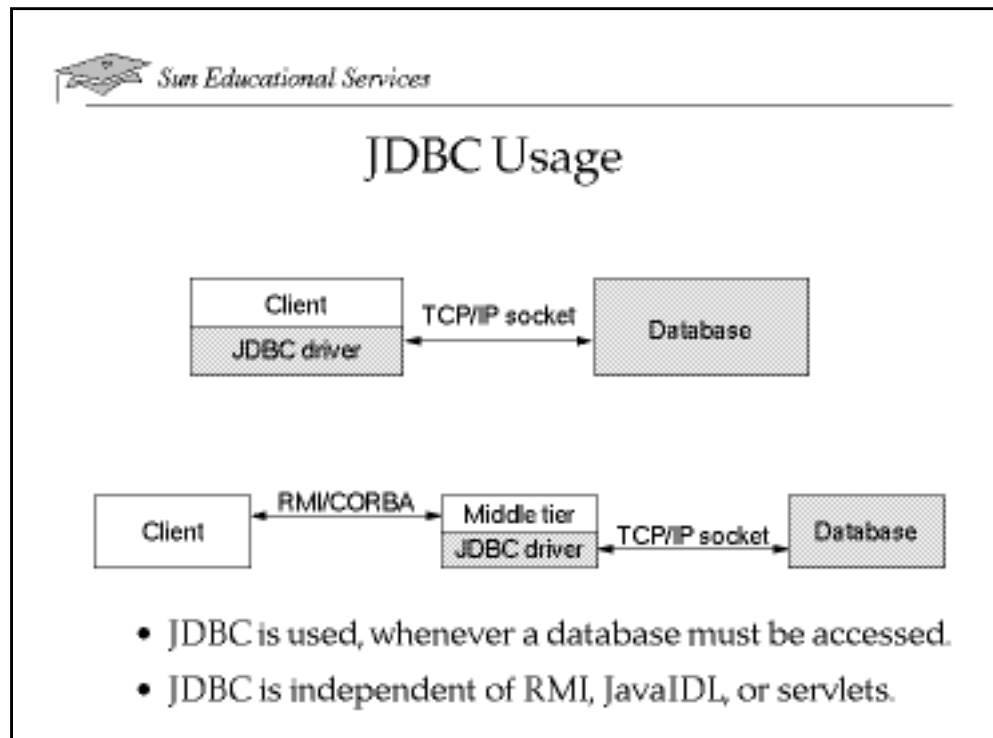 Sun Educational Services
JDBC Usage
Client
JDBC driver
TCP/IP socket
Database
Client
RMI/CORBA
Middle tier
JDBC driver
TCP/IP socket
Database
• JDBC is used, whenever a database must be accessed.
• JDBC is independent of RMI, JavaIDL, or servlets.